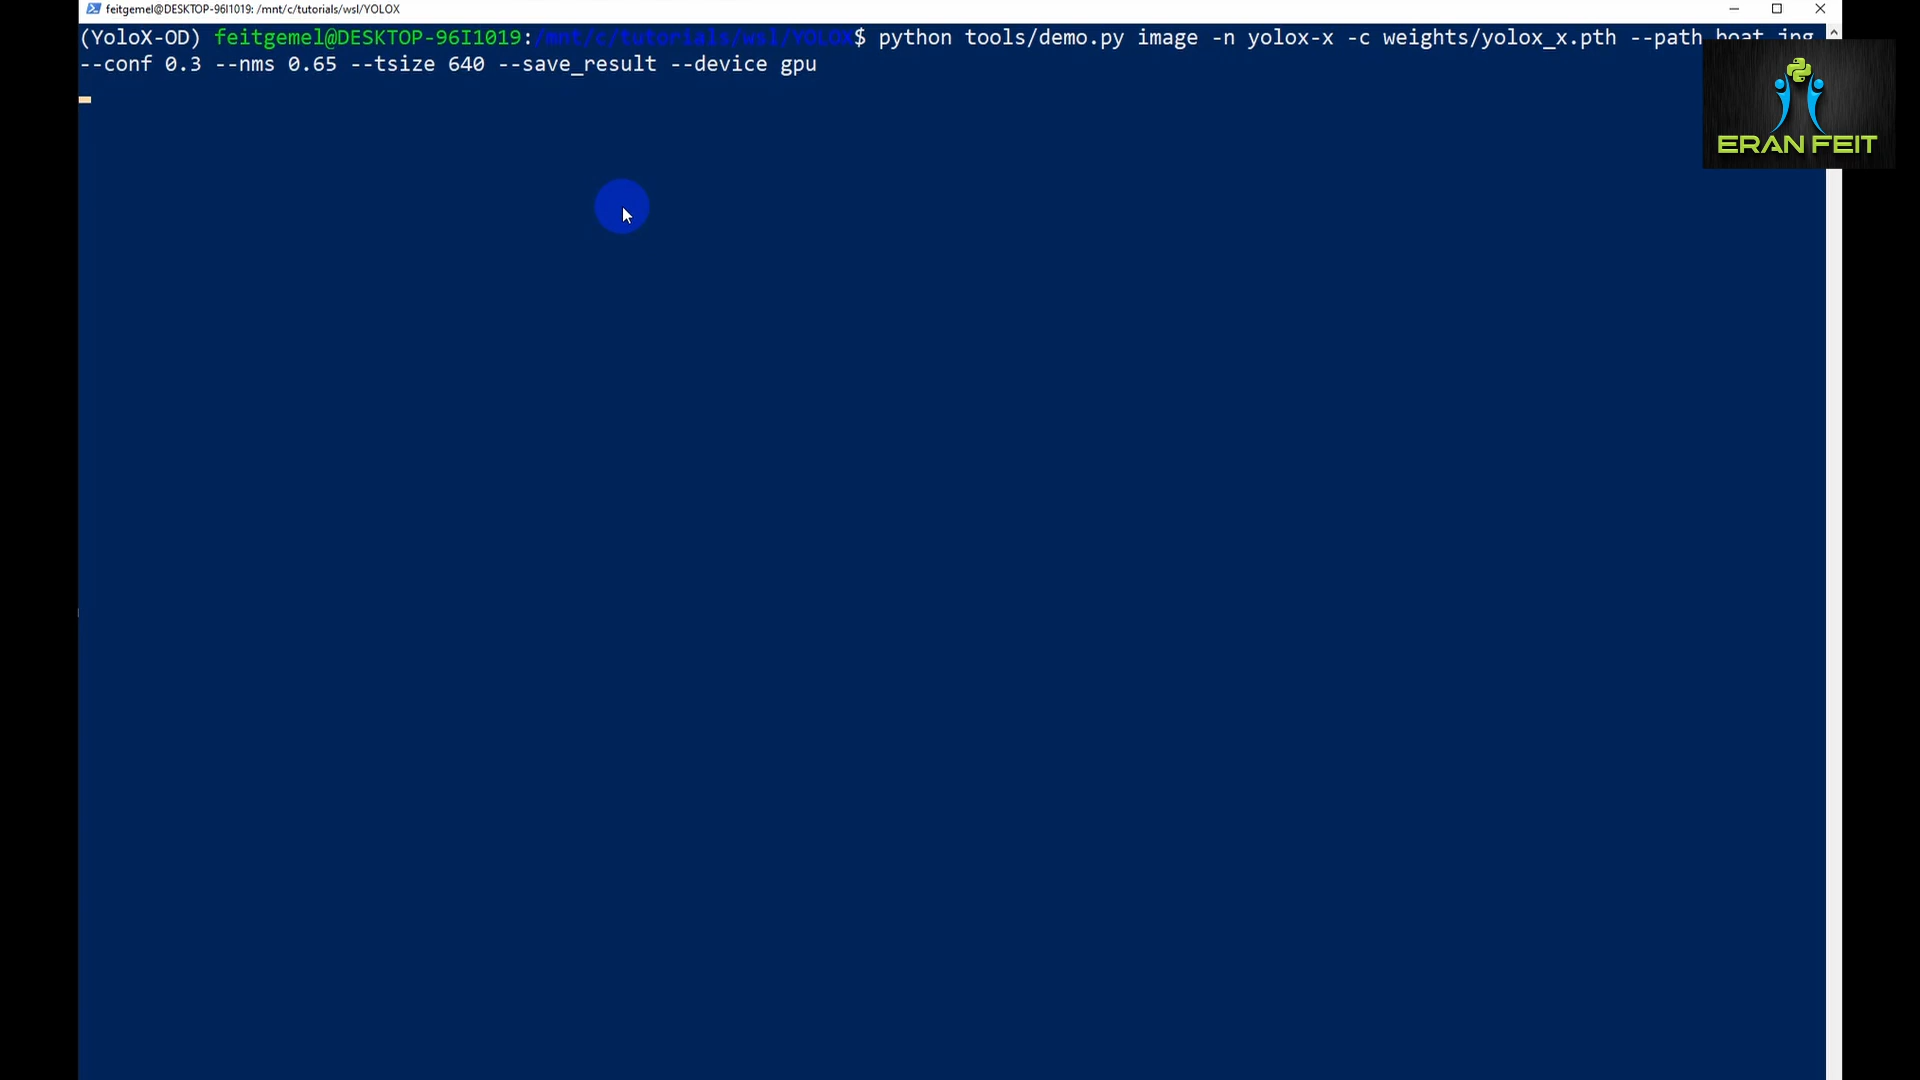 feitgemel@DESKTOP-96I1019: /mnt/c/tutorials/wsl/YOLOX
(YoloX-OD) feitgemel@DESKTOP-96I1019:/mnt/c/tutorials/wsl/YOLOX$ python tools/demo.py image -n yolox-x -c weights/yolox_x.pth --path boat.jpg
--conf 0.3 --nms 0.65 --tsize 640 --save_result --device gpu
ERAN FEIT